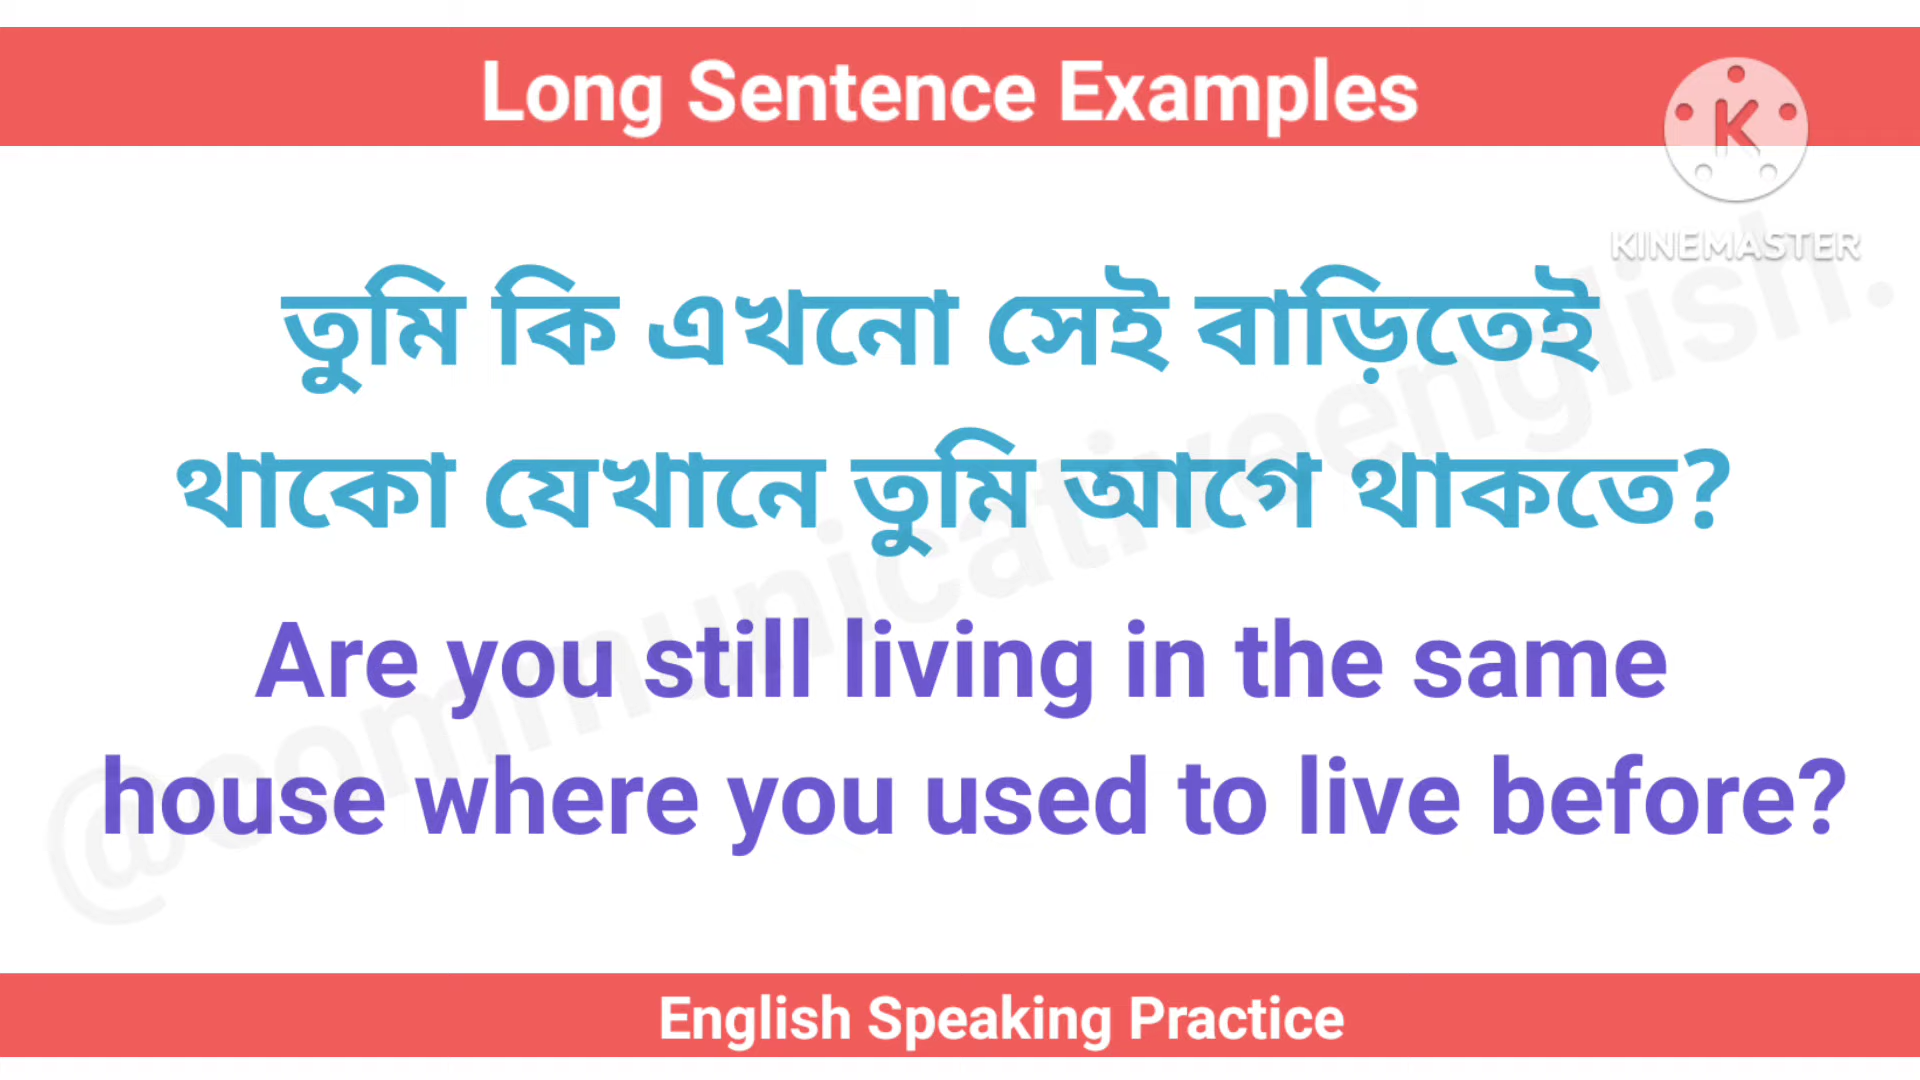 Long Sentence Examples
K
KINEMASTER
তুমি কি এখনো সেই বাড়িতেই
থাকো যেখানে তুমি আগে থাকতে?
Are you still living in the same
house where you used to live before?
@communicativeenglish.
English Speaking Practice